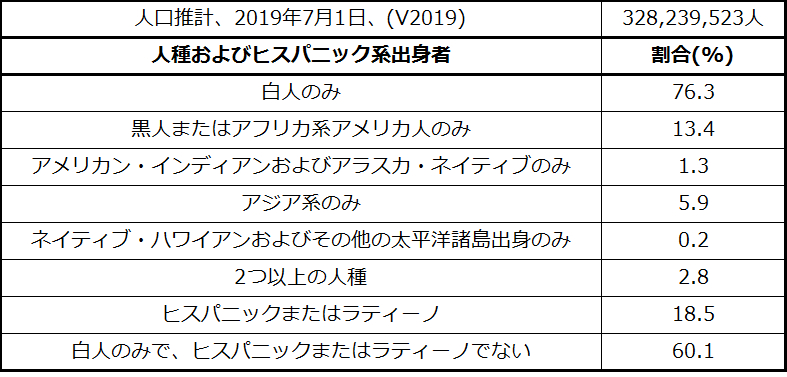 人口推計、2019年7月1日、(V2019) 328,239,523人
人種およびヒスパニック系出身者 割合(%)
白人のみ 76.3
黒人またはアフリカ系アメリカ人のみ 13.4
アメリカン・インディアンおよびアラスカ・ネイティブのみ 1.3
アジア系のみ 5.9
ネイティブ・ハワイアンおよびその他の太平洋諸島出身のみ 0.2
2つ以上の人種 2.8
ヒスパニックまたはラティーノ 18.5
白人のみで、ヒスパニックまたはラティーノでない 60.1